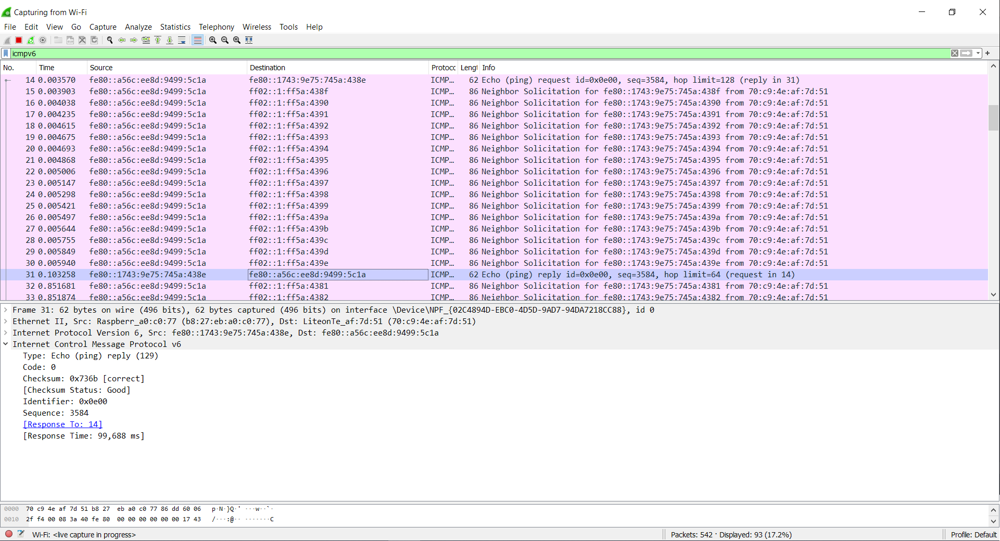 Capturing from Wi-Fi
File Edit View Go Capture Analyze Statistics Telephony Wireless Tools Help
icmpv6
No. Time Source Destination Protocc Lengt Info
14 0.003570 fe80::a56c:ee8d:9499:5c1a fe80::1743:9e75:745a:438e ICMP… 62 Echo (ping) request id=0x0e00, seq=3584, hop limit=128 (reply in 31)
15 0.003903 fe80::a56c:ee8d:9499:5c1a ff02::1:ff5a:438f ICMP… 86 Neighbor Solicitation for fe80::1743:9e75:745a:438f from 70:c9:4e:af:7d:51
16 0.004038 fe80::a56c:ee8d:9499:5c1a ff02::1:ff5a:4390 ICMP… 86 Neighbor Solicitation for fe80::1743:9e75:745a:4390 from 70:c9:4e:af:7d:51
17 0.004235 fe80::a56c:ee8d:9499:5c1a ff02::1:ff5a:4391 ICMP… 86 Neighbor Solicitation for fe80::1743:9e75:745a:4391 from 70:c9:4e:af:7d:51
18 0.004615 fe80::a56c:ee8d:9499:5c1a ff02::1:ff5a:4392 ICMP… 86 Neighbor Solicitation for fe80::1743:9e75:745a:4392 from 70:c9:4e:af:7d:51
19 0.004675 fe80::a56c:ee8d:9499:5c1a ff02::1:ff5a:4393 ICMP… 86 Neighbor Solicitation for fe80::1743:9e75:745a:4393 from 70:c9:4e:af:7d:51
20 0.004693 fe80::a56c:ee8d:9499:5c1a ff02::1:ff5a:4394 ICMP… 86 Neighbor Solicitation for fe80::1743:9e75:745a:4394 from 70:c9:4e:af:7d:51
21 0.004868 fe80::a56c:ee8d:9499:5c1a ff02::1:ff5a:4395 ICMP… 86 Neighbor Solicitation for fe80::1743:9e75:745a:4395 from 70:c9:4e:af:7d:51
22 0.005006 fe80::a56c:ee8d:9499:5c1a ff02::1:ff5a:4396 ICMP… 86 Neighbor Solicitation for fe80::1743:9e75:745a:4396 from 70:c9:4e:af:7d:51
23 0.005147 fe80::a56c:ee8d:9499:5c1a ff02::1:ff5a:4397 ICMP… 86 Neighbor Solicitation for fe80::1743:9e75:745a:4397 from 70:c9:4e:af:7d:51
24 0.005298 fe80::a56c:ee8d:9499:5c1a ff02::1:ff5a:4398 ICMP… 86 Neighbor Solicitation for fe80::1743:9e75:745a:4398 from 70:c9:4e:af:7d:51
25 0.005421 fe80::a56c:ee8d:9499:5c1a ff02::1:ff5a:4399 ICMP… 86 Neighbor Solicitation for fe80::1743:9e75:745a:4399 from 70:c9:4e:af:7d:51
26 0.005497 fe80::a56c:ee8d:9499:5c1a ff02::1:ff5a:439a ICMP… 86 Neighbor Solicitation for fe80::1743:9e75:745a:439a from 70:c9:4e:af:7d:51
27 0.005644 fe80::a56c:ee8d:9499:5c1a ff02::1:ff5a:439b ICMP… 86 Neighbor Solicitation for fe80::1743:9e75:745a:439b from 70:c9:4e:af:7d:51
28 0.005755 fe80::a56c:ee8d:9499:5c1a ff02::1:ff5a:439c ICMP… 86 Neighbor Solicitation for fe80::1743:9e75:745a:439c from 70:c9:4e:af:7d:51
29 0.005849 fe80::a56c:ee8d:9499:5c1a ff02::1:ff5a:439d ICMP… 86 Neighbor Solicitation for fe80::1743:9e75:745a:439d from 70:c9:4e:af:7d:51
30 0.005940 fe80::a56c:ee8d:9499:5c1a ff02::1:ff5a:439e ICMP… 86 Neighbor Solicitation for fe80::1743:9e75:745a:439e from 70:c9:4e:af:7d:51
31 0.103258 fe80::1743:9e75:745a:438e fe80::a56c:ee8d:9499:5c1a ICMP… 62 Echo (ping) reply id=0x0e00, seq=3584, hop limit=64 (request in 14)
32 0.851681 fe80::a56c:ee8d:9499:5c1a ff02::1:ff5a:4381 ICMP… 86 Neighbor Solicitation for fe80::1743:9e75:745a:4381 from 70:c9:4e:af:7d:51
33 0.851874 fe80::a56c:ee8d:9499:5c1a ff02::1:ff5a:4382 ICMP… 86 Neighbor Solicitation for fe80::1743:9e75:745a:4382 from 70:c9:4e:af:7d:51
Frame 31: 62 bytes on wire (496 bits), 62 bytes captured (496 bits) on interface \Device\NPF_{02C4894D-EBC0-4D5D-9AD7-94DA7218CC88}, id 0
Ethernet II, Src: Raspberr_a0:c0:77 (b8:27:eb:a0:c0:77), Dst: LiteonTe_af:7d:51 (70:c9:4e:af:7d:51)
Internet Protocol Version 6, Src: fe80::1743:9e75:745a:438e, Dst: fe80::a56c:ee8d:9499:5c1a
Internet Control Message Protocol v6
Type: Echo (ping) reply (129)
Code: 0
Checksum: 0x736b [correct]
[Checksum Status: Good]
Identifier: 0x0e00
Sequence: 3584
[Response To: 14]
[Response Time: 99,688 ms]
0000 70 c9 4e af 7d 51 b8 27 eb a0 c0 77 86 dd 60 06 p·N·}Q·' ···w··`·
0010 2f f4 00 08 3a 40 fe 80 00 00 00 00 00 00 17 43 /···:@·· ·······C
Wi-Fi: <live capture in progress> Packets: 542 · Displayed: 93 (17.2%) Profile: Default